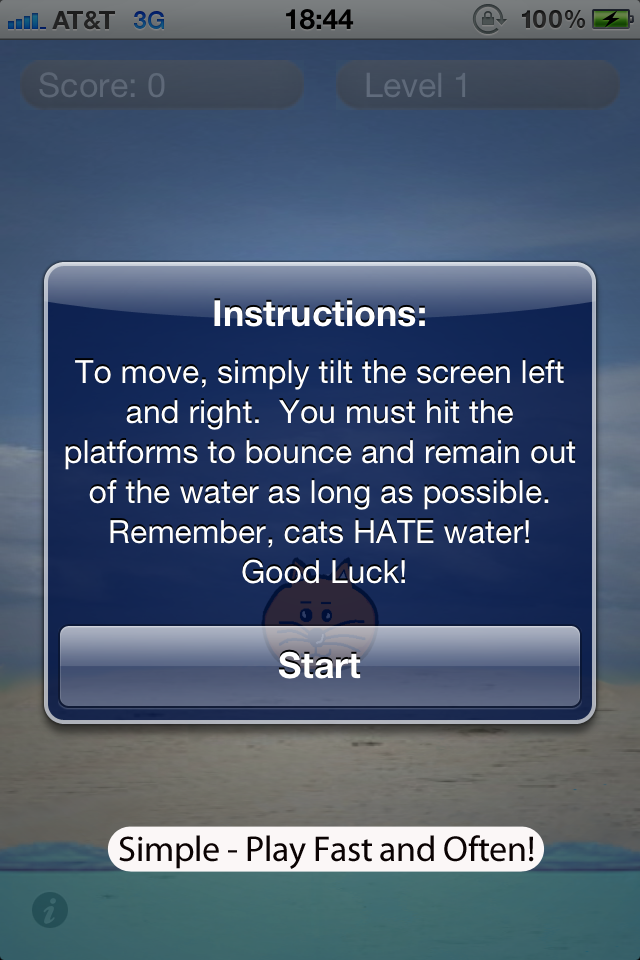 AT&T 3G 18:44 100%
Score: 0 Level 1
Instructions:
To move, simply tilt the screen left
and right.  You must hit the
platforms to bounce and remain out
of the water as long as possible.
Remember, cats HATE water!
Good Luck!
Start
Simple - Play Fast and Often!
i